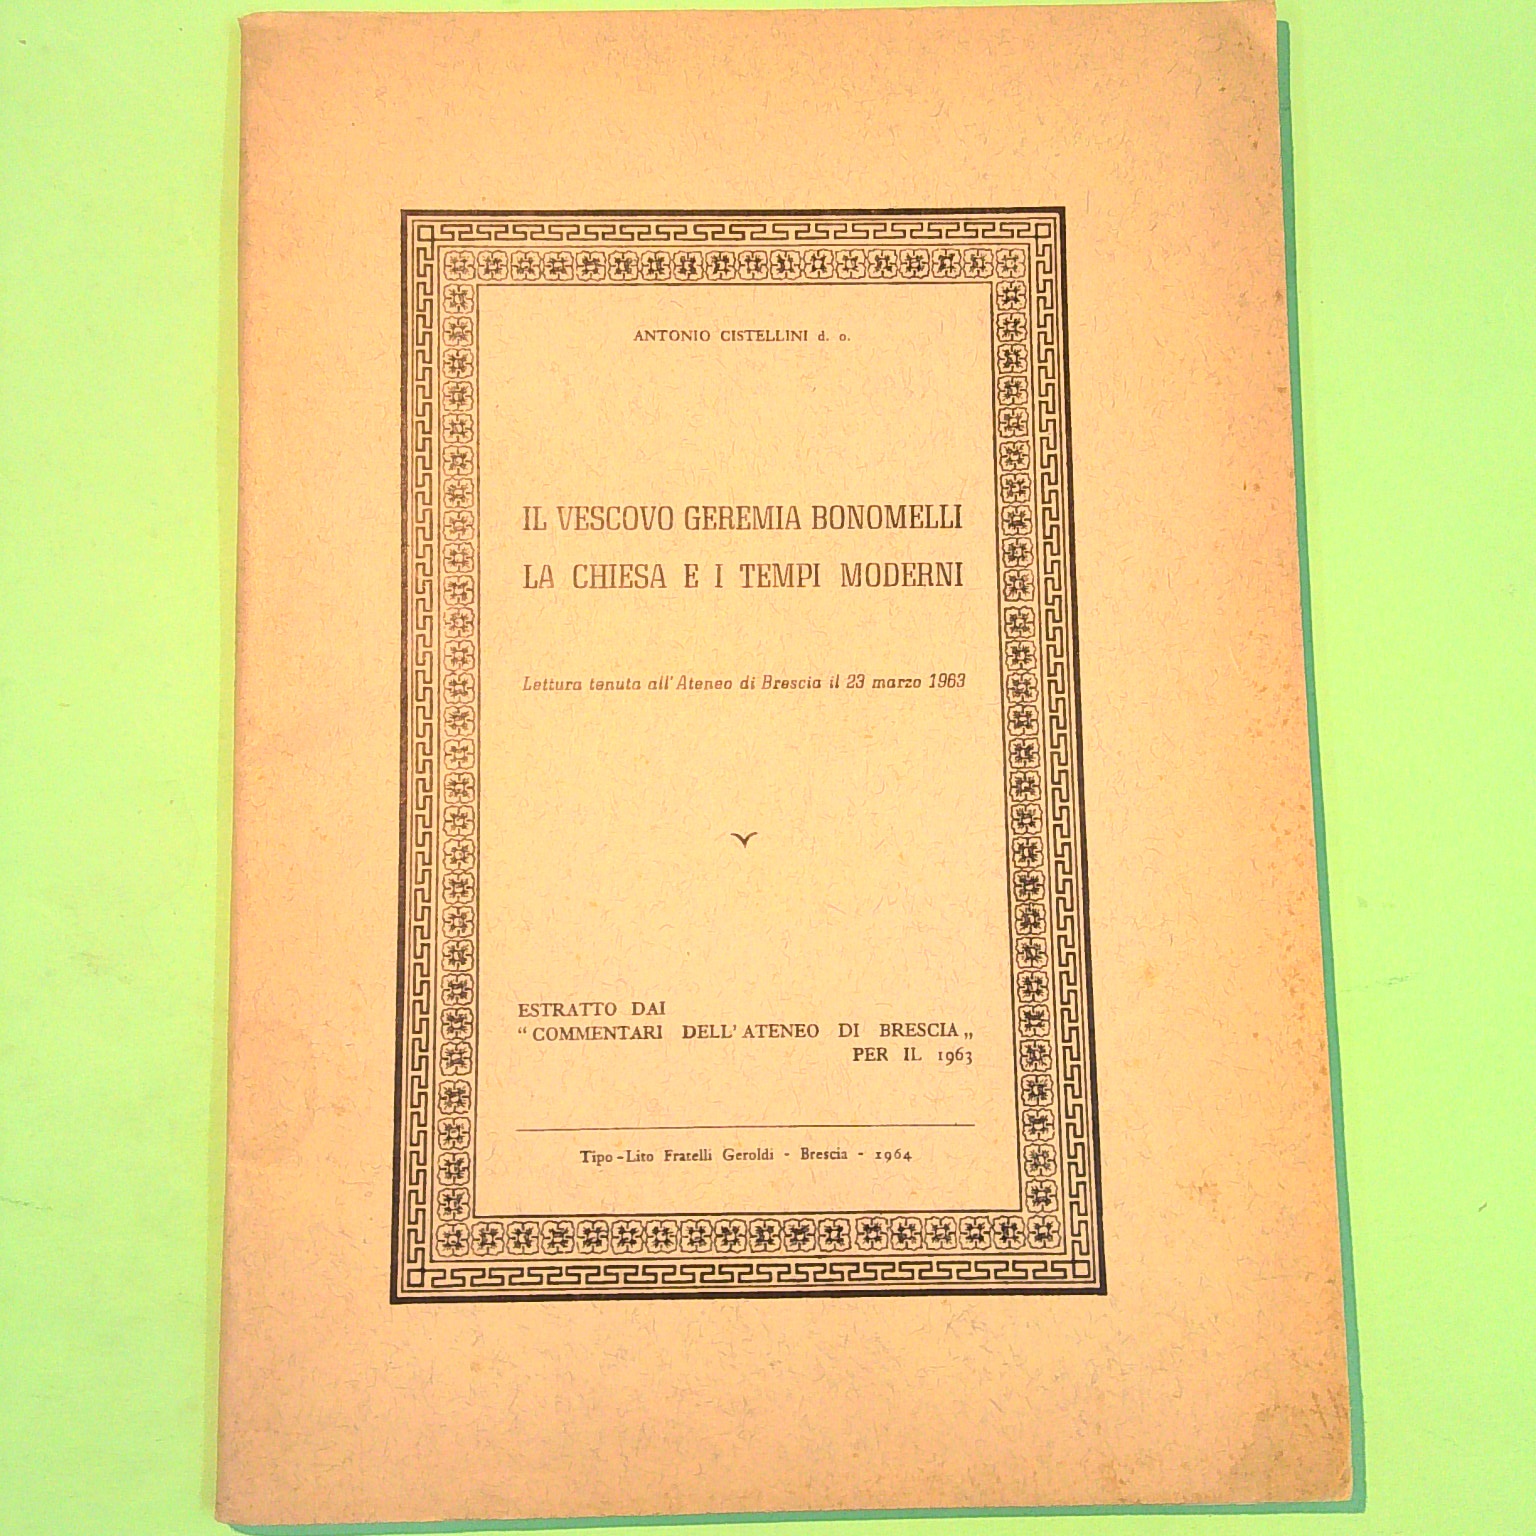 ANTONIO CISTELLINI d. o.
IL VESCOVO GEREMIA BONOMELLI
LA CHIESA E I TEMPI MODERNI
Lettura tenuta all'Ateneo di Brescia il 23 marzo 1963
ESTRATTO DAI
“ COMMENTARI DELL'ATENEO DI BRESCIA „
PER IL 1963
Tipo-Lito Fratelli Geroldi - Brescia - 1964